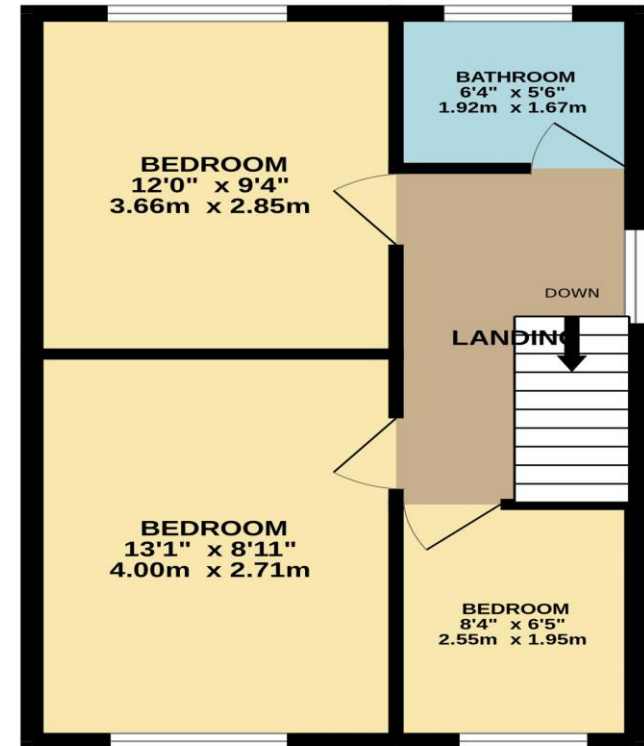 BATHROOM
6'4" x 5'6"
1.92m x 1.67m
BEDROOM
12'0" x 9'4"
3.66m x 2.85m
DOWN
LANDING
BEDROOM
13'1" x 8'11"
4.00m x 2.71m
BEDROOM
8'4" x 6'5"
2.55m x 1.95m